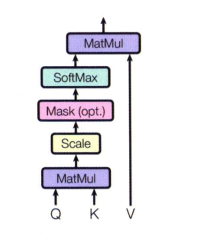 MatMul
SoftMax
Mask (opt.)
Scale
MatMul
Q K V